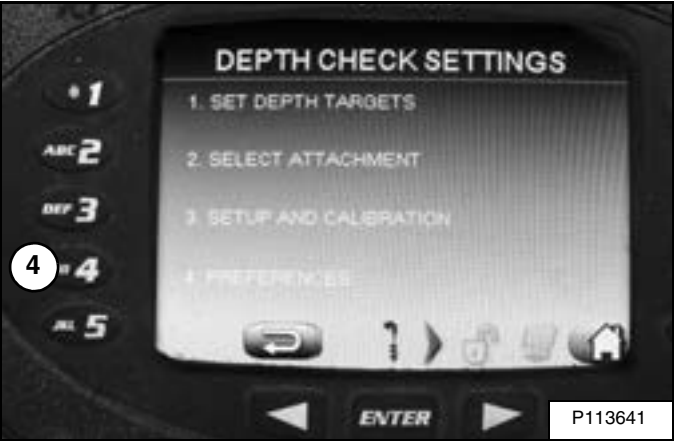 DEPTH CHECK SETTINGS
* 1
1. SET DEPTH TARGETS
ABC 2
2. SELECT ATTACHMENT
DEF 3
3. SETUP AND CALIBRATION
4
4
4. PREFERENCES
JKL 5
ENTER
P113641